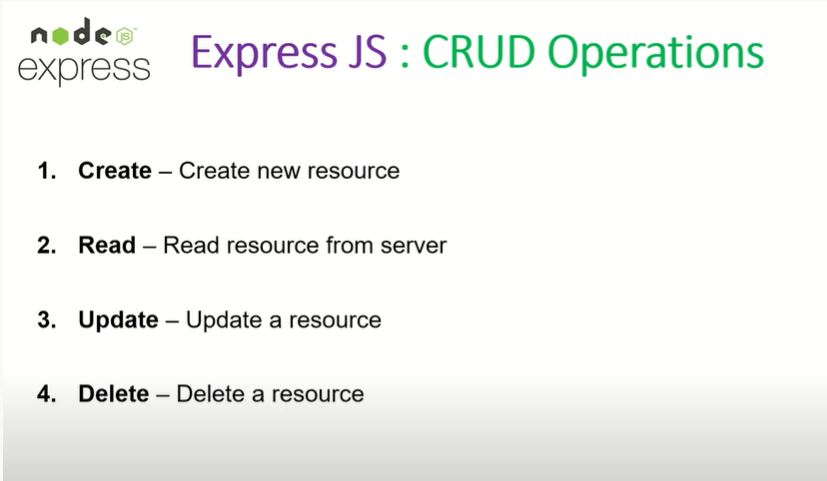 node JS
express
Express JS : CRUD Operations
1. Create – Create new resource
2. Read – Read resource from server
3. Update – Update a resource
4. Delete – Delete a resource